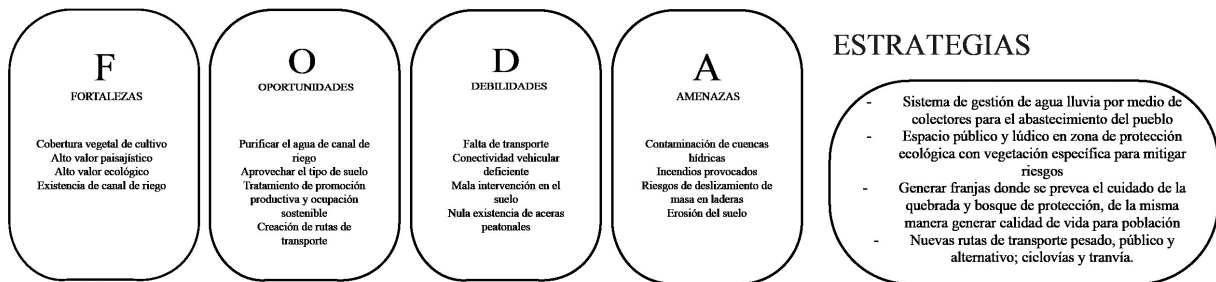 F
FORTALEZAS
Cobertura vegetal de cultivo
Alto valor paisajístico
Alto valor ecológico
Existencia de canal de riego
O
OPORTUNIDADES
Purificar el agua de canal de
riego
Aprovechar el tipo de suelo
Tratamiento de promoción
productiva y ocupación
sostenible
Creación de rutas de
transporte
D
DEBILIDADES
Falta de transporte
Conectividad vehicular
deficiente
Mala intervención en el
suelo
Nula existencia de aceras
peatonales
A
AMENAZAS
Contaminación de cuencas
hídricas
Incendios provocados
Riesgos de deslizamiento de
masa en laderas
Erosión del suelo
ESTRATEGIAS
- Sistema de gestión de agua lluvia por medio de
colectores para el abastecimiento del pueblo
- Espacio público y lúdico en zona de protección
ecológica con vegetación específica para mitigar
riesgos
- Generar franjas donde se prevea el cuidado de la
quebrada y bosque de protección, de la misma
manera generar calidad de vida para población
- Nuevas rutas de transporte pesado, público y
alternativo; ciclovías y tranvía.